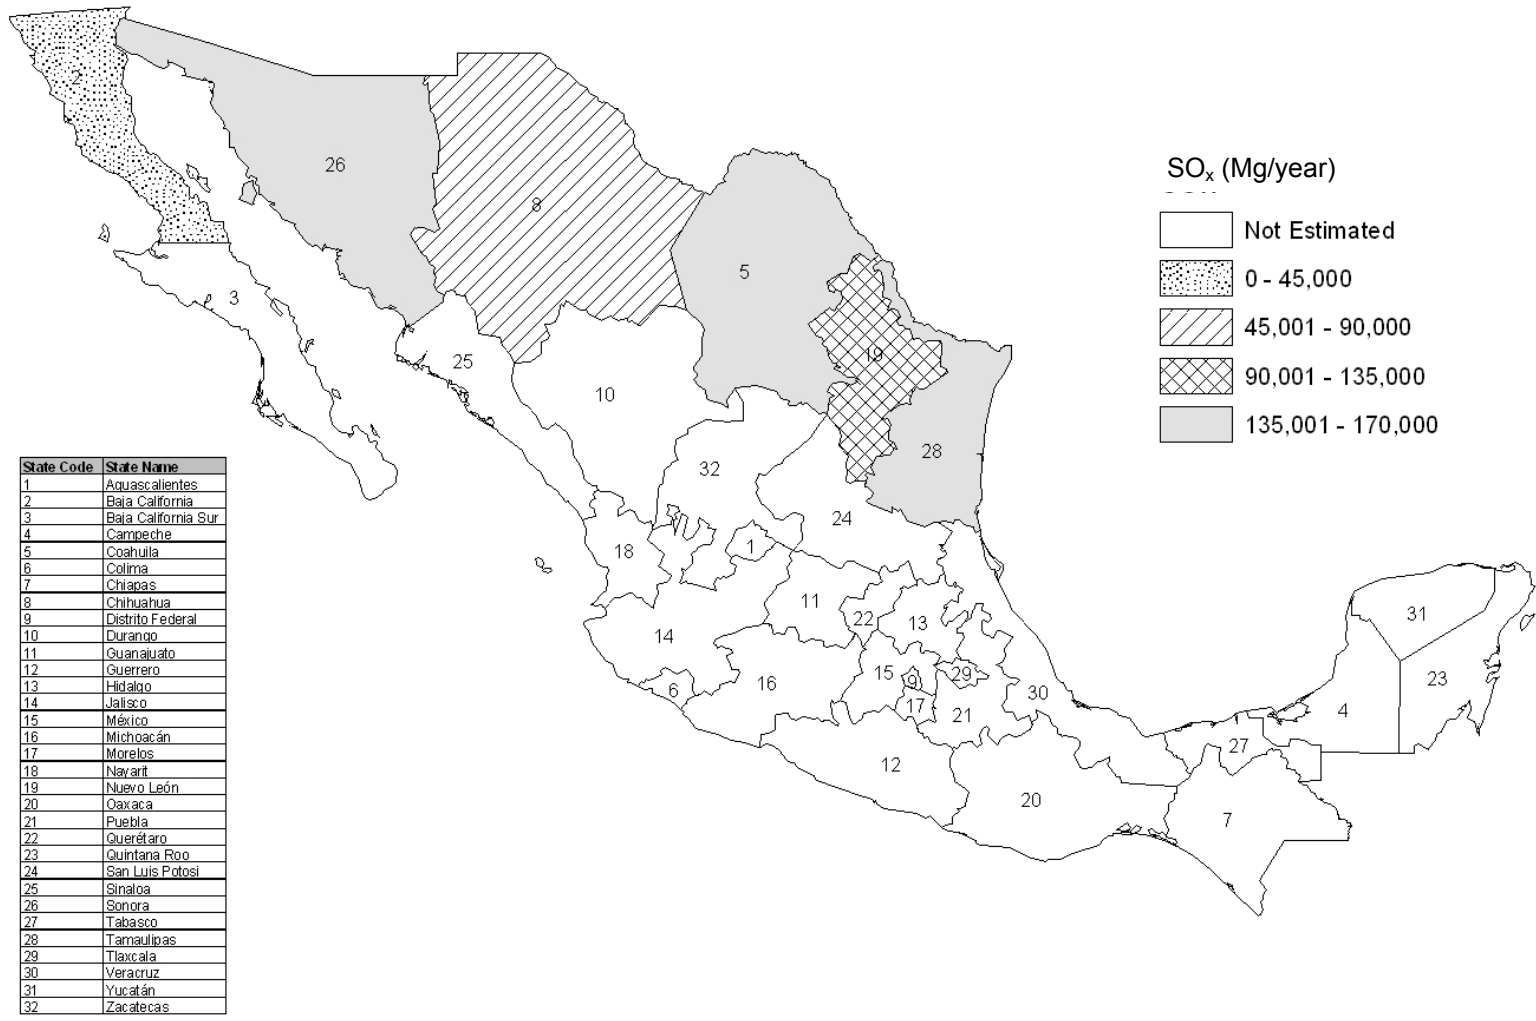 SOx (Mg/year)
Not Estimated
0 - 45,000
45,001 - 90,000
90,001 - 135,000
135,001 - 170,000
2
26
8
5
3
19
25
10
28
32
24
18
1
11
22
13
14
15
9
29
6
16
17
21
30
12
20
27
7
4
31
23
State Code State Name
1 Aguascalientes
2 Baja California
3 Baja California Sur
4 Campeche
5 Coahuila
6 Colima
7 Chiapas
8 Chihuahua
9 Distrito Federal
10 Durango
11 Guanajuato
12 Guerrero
13 Hidalgo
14 Jalisco
15 México
16 Michoacán
17 Morelos
18 Nayarit
19 Nuevo León
20 Oaxaca
21 Puebla
22 Querétaro
23 Quintana Roo
24 San Luis Potosi
25 Sinaloa
26 Sonora
27 Tabasco
28 Tamaulipas
29 Tlaxcala
30 Veracruz
31 Yucatán
32 Zacatecas